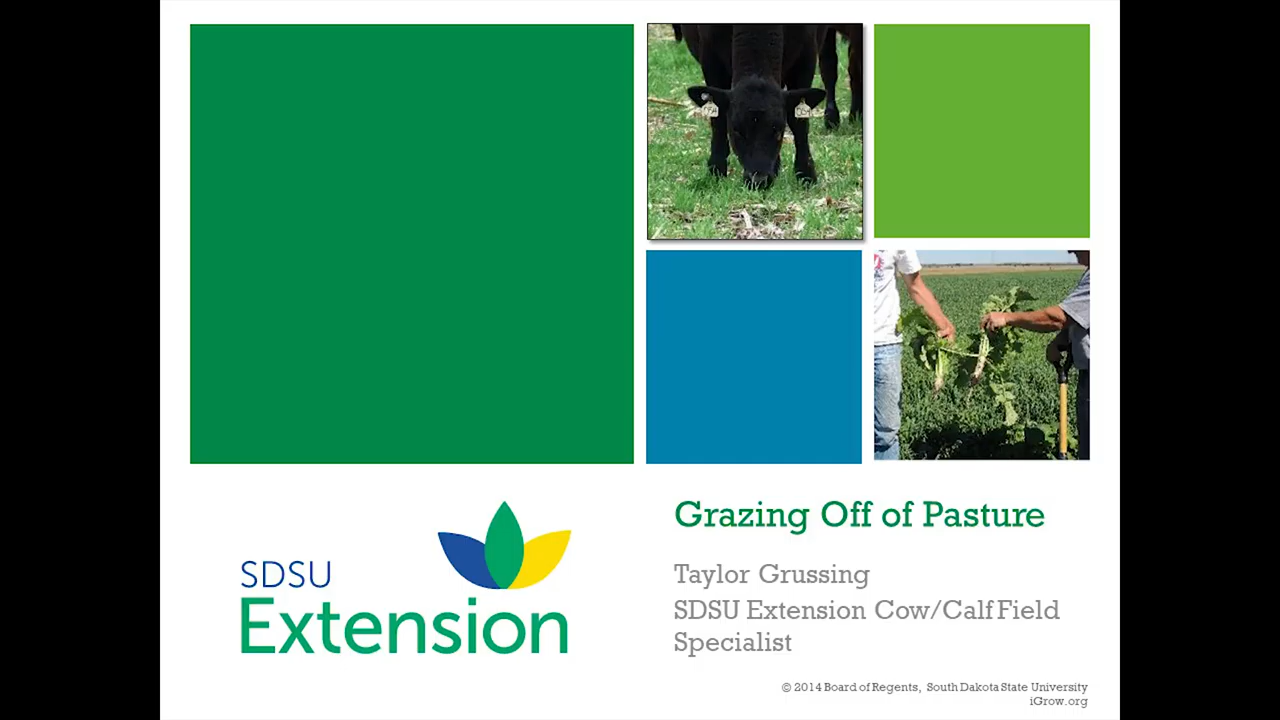 Grazing Off of Pasture
SDSU
Extension
Taylor Grussing
SDSU Extension Cow/Calf Field
Specialist
© 2014 Board of Regents, South Dakota State University
iGrow.org